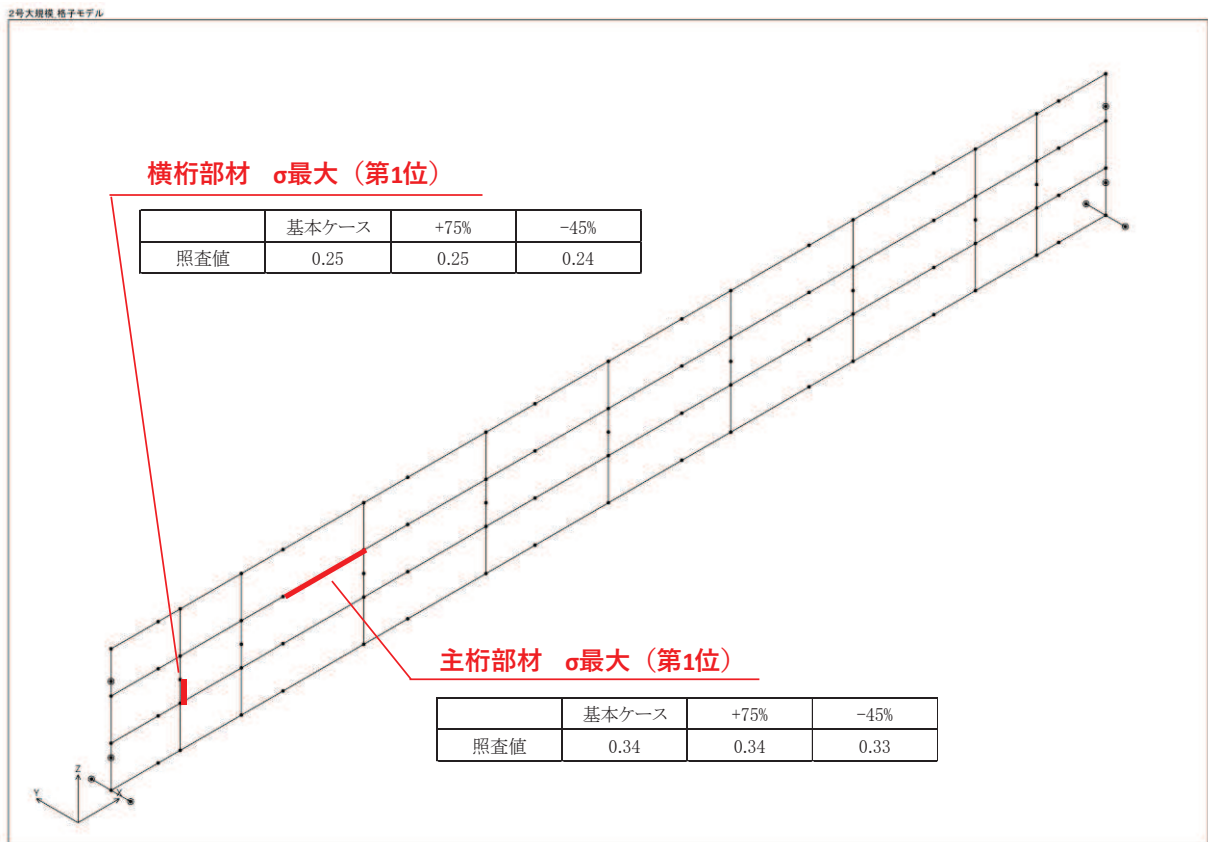 2号大規模 格子モデル
横桁部材 σ最大（第1位）
基本ケース +75% -45%
照査値 0.25 0.25 0.24
主桁部材 σ最大（第1位）
基本ケース +75% -45%
照査値 0.34 0.34 0.33
Z
Y X